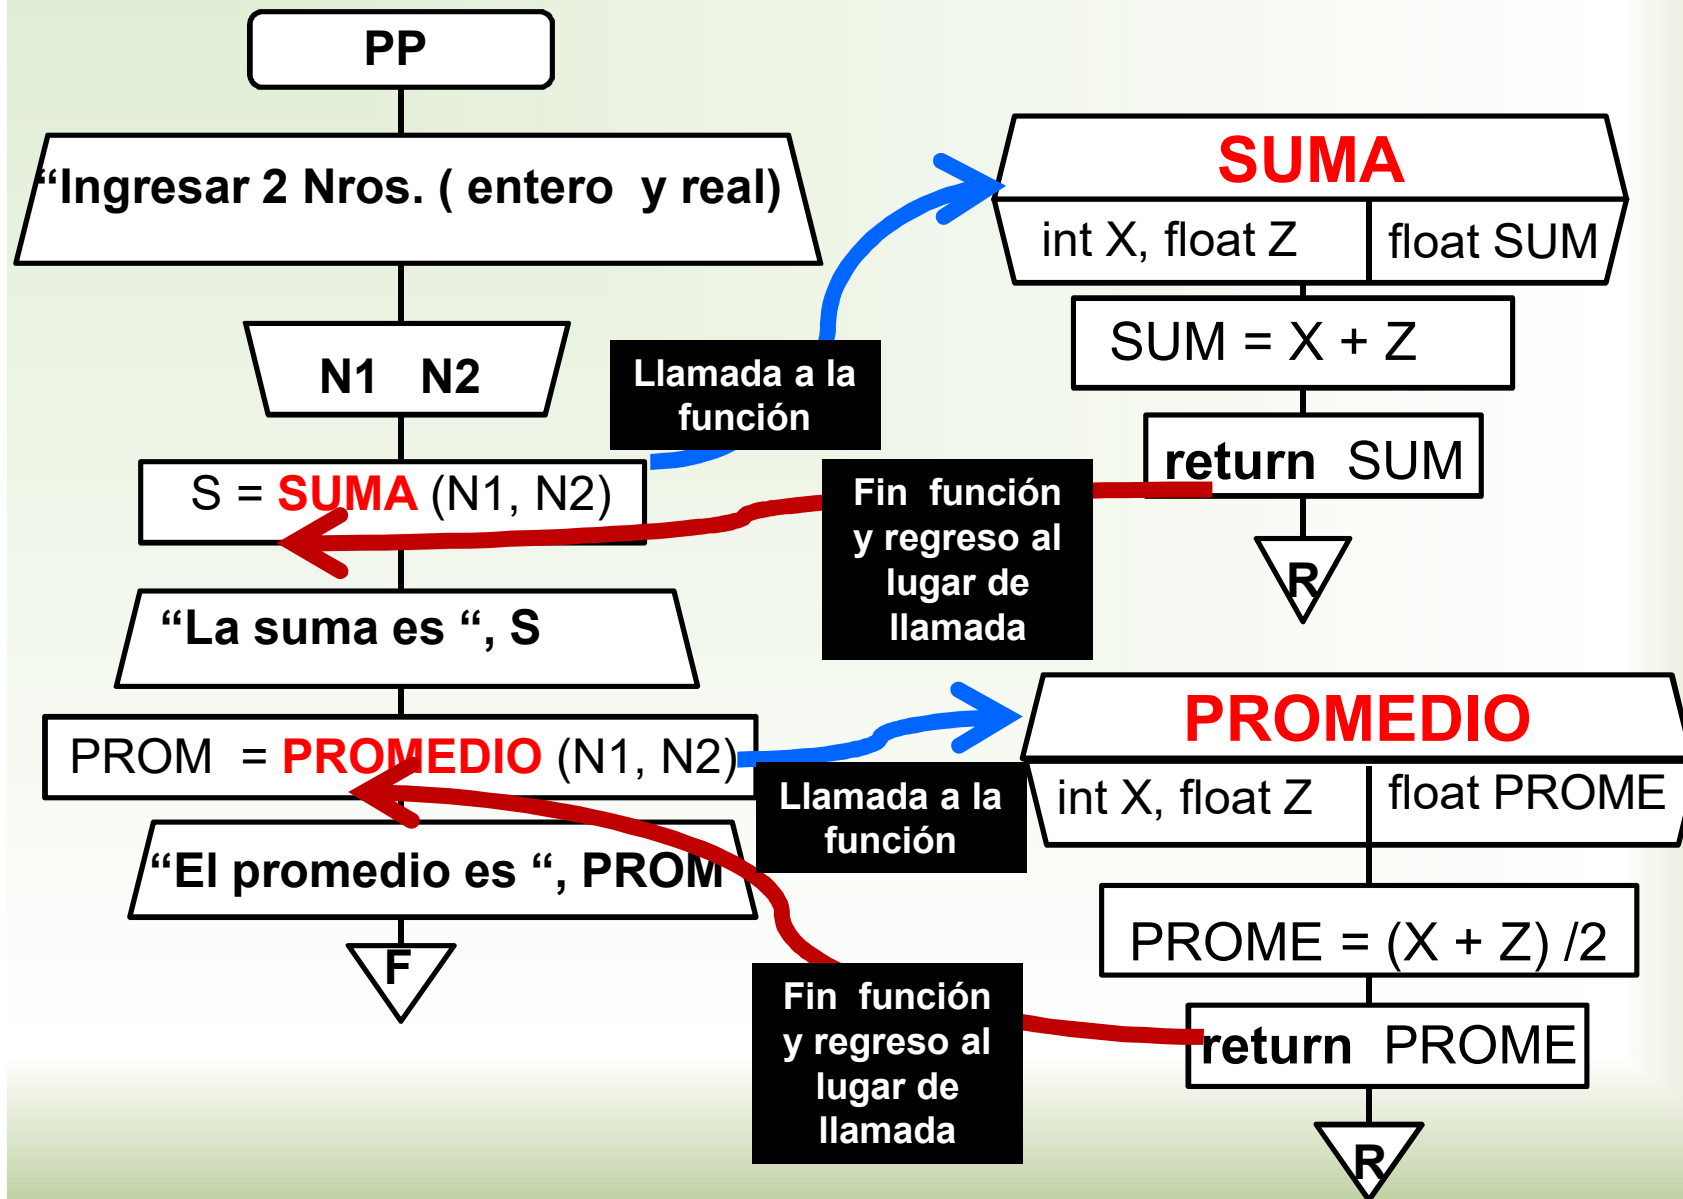 PP
“Ingresar 2 Nros. ( entero y real)
N1 N2
S = SUMA (N1, N2)
“La suma es “, S
PROM = PROMEDIO (N1, N2)
“El promedio es “, PROM
F
Llamada a la
función
SUMA
int X, float Z
float SUM
SUM = X + Z
return SUM
R
Fin función
y regreso al
lugar de
llamada
Llamada a la
función
PROMEDIO
int X, float Z
float PROME
PROME = (X + Z) /2
return PROME
R
Fin función
y regreso al
lugar de
llamada